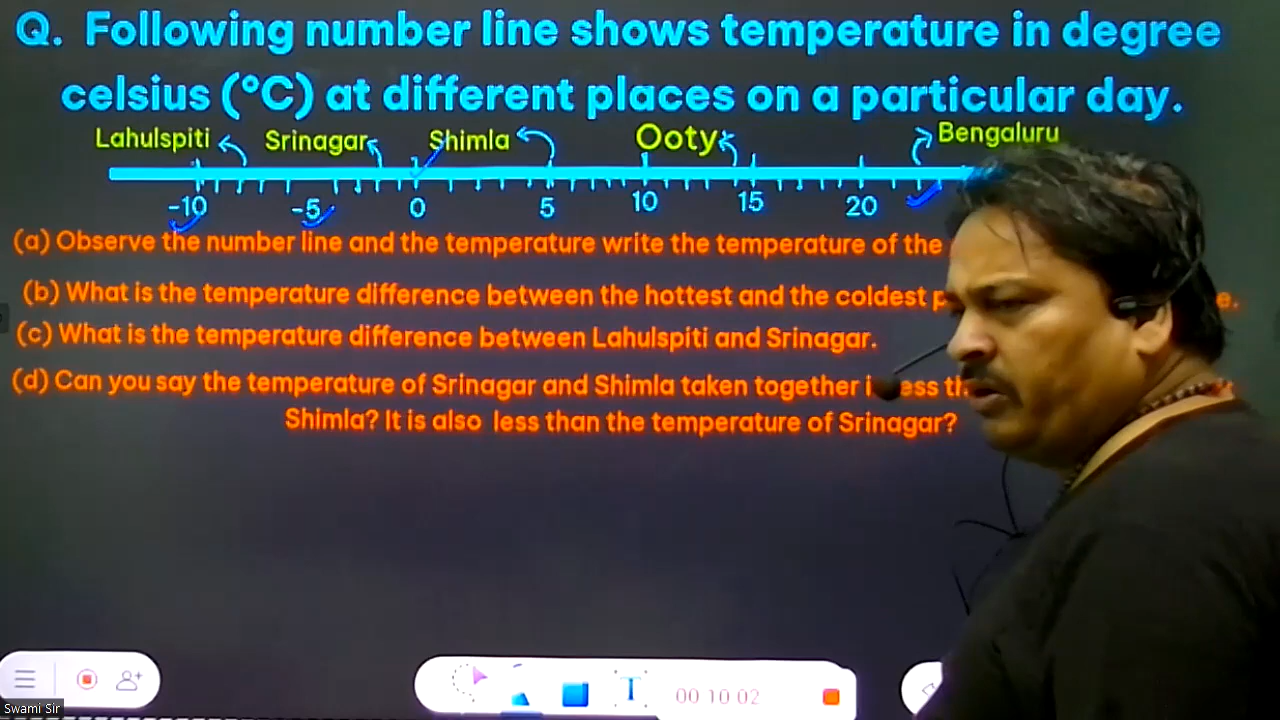 Q. Following number line shows temperature in degree
celsius (°C) at different places on a particular day.
Lahulspiti Srinagar Shimla Ooty Bengaluru
-10 -5 0 5 10 15 20
(a) Observe the number line and the temperature write the temperature of the
(b) What is the temperature difference between the hottest and the coldest
(c) What is the temperature difference between Lahulspiti and Srinagar.
(d) Can you say the temperature of Srinagar and Shimla taken together
Shimla? It is also less than the temperature of Srinagar?
T 00 10 02
Swami Sir